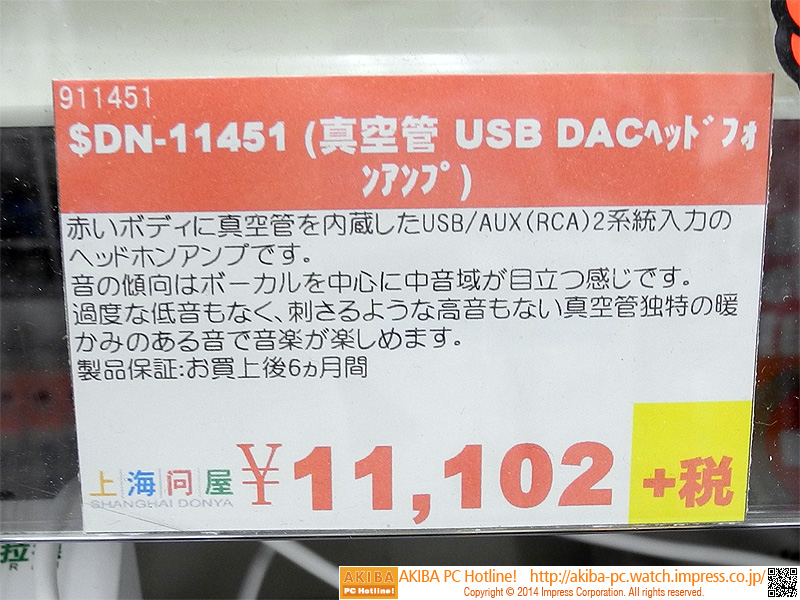 911451
$DN-11451 (真空管 USB DACﾍｯﾄﾞﾌｫ
ﾝｱﾝﾌﾟ)
赤いボディに真空管を内蔵したUSB/AUX(RCA)2系統入力の
ヘッドホンアンプです。
音の傾向はボーカルを中心に中音域が目立つ感じです。
過度な低音もなく、刺さるような高音もない真空管独特の暖
かみのある音で音楽が楽しめます。
製品保証:お買上後6ヵ月間
上海问屋
SHANGHAI DONYA
¥11,102
+税
AKIBA PC Hotline!
AKIBA PC Hotline! http://akiba-pc.watch.impress.co.jp/
Copyright © 2014 Impress Corporation. All rights reserved.